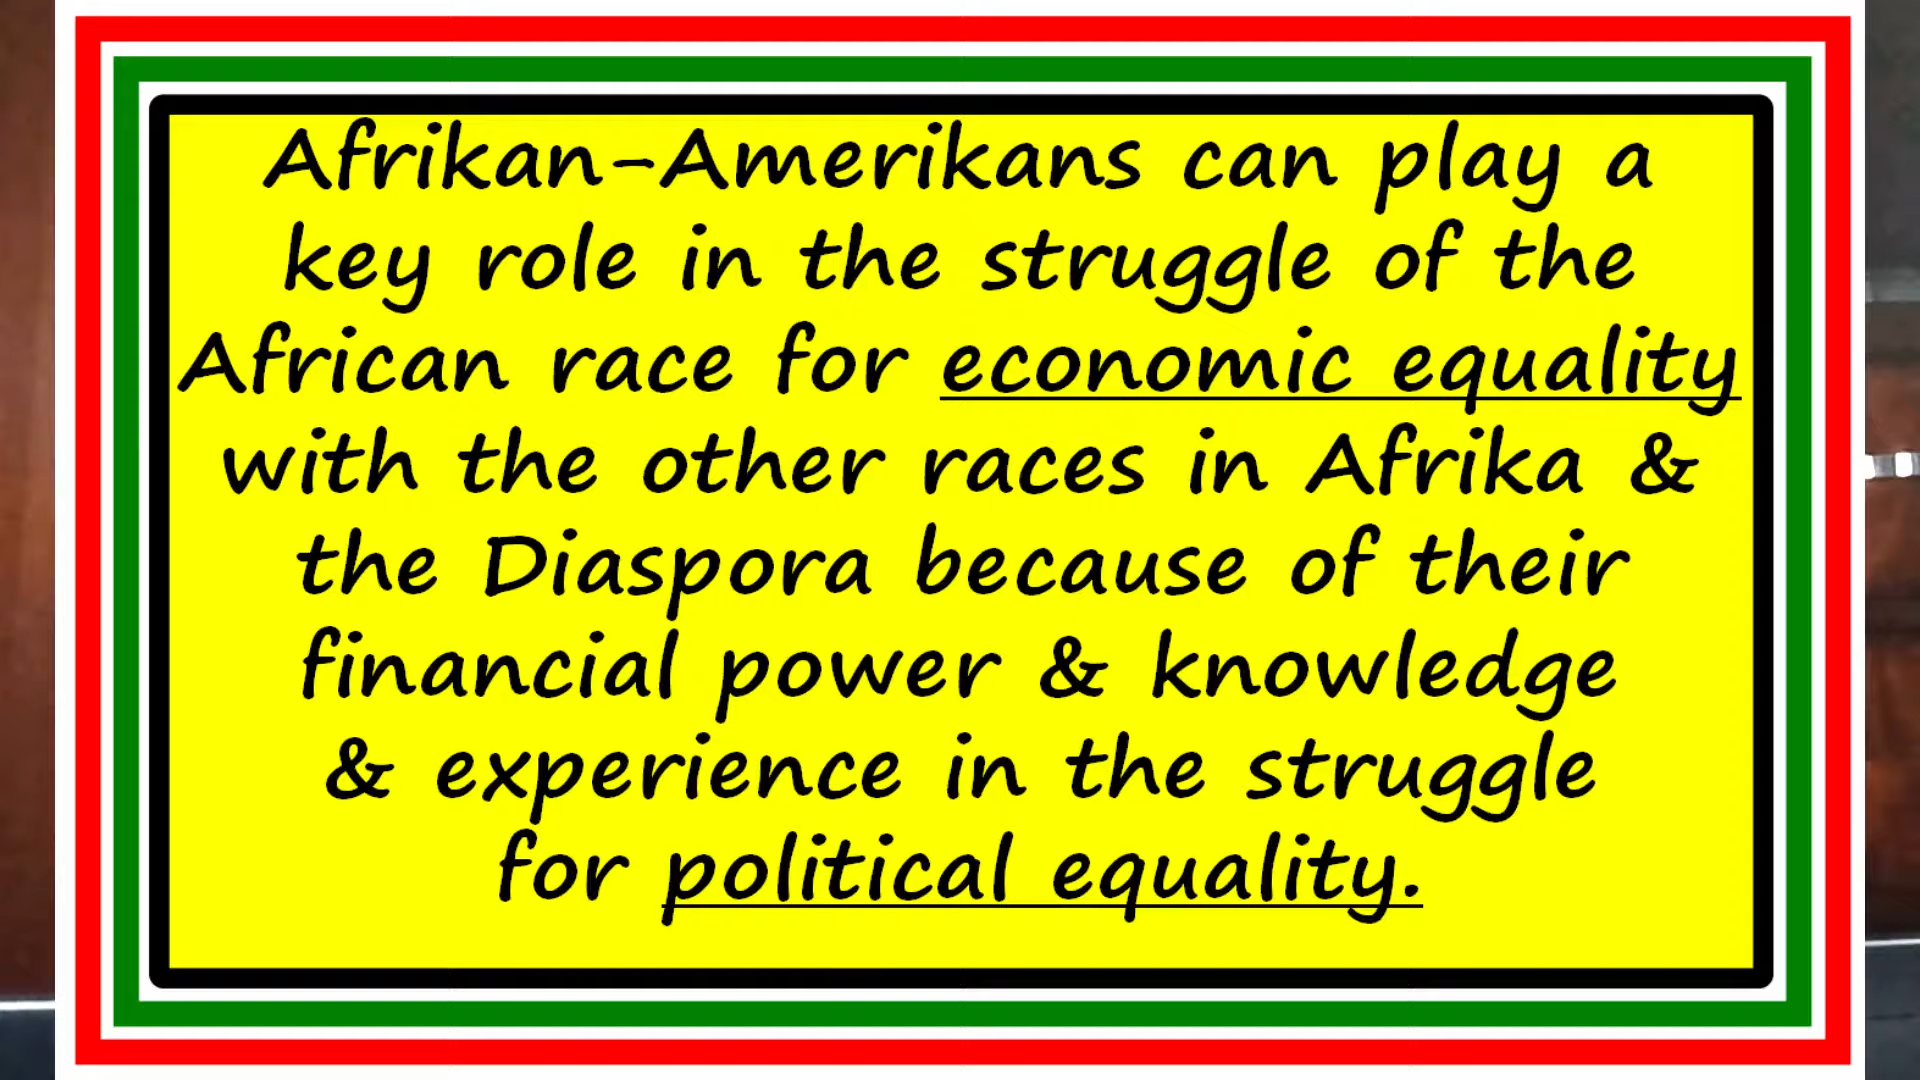 Afrikan-Amerikans can play a
key role in the struggle of the
African race for economic equality
with the other races in Afrika &
the Diaspora because of their
financial power & knowledge
& experience in the struggle
for political equality.